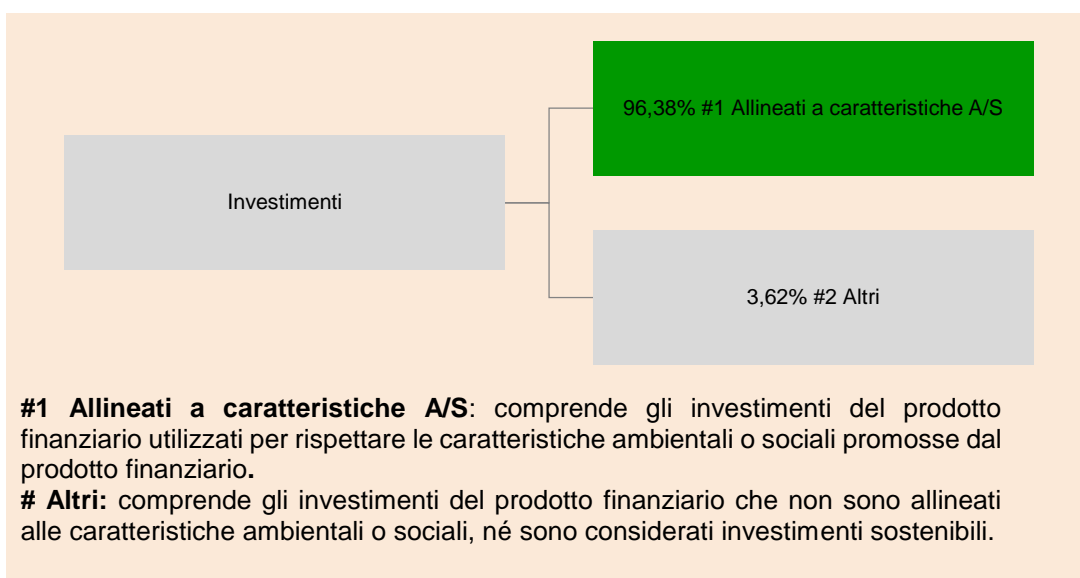 96,38% #1 Allineati a caratteristiche A/S
Investimenti
3,62% #2 Altri
#1 Allineati a caratteristiche A/S: comprende gli investimenti del prodotto
finanziario utilizzati per rispettare le caratteristiche ambientali o sociali promosse dal
prodotto finanziario.
# Altri: comprende gli investimenti del prodotto finanziario che non sono allineati
alle caratteristiche ambientali o sociali, né sono considerati investimenti sostenibili.